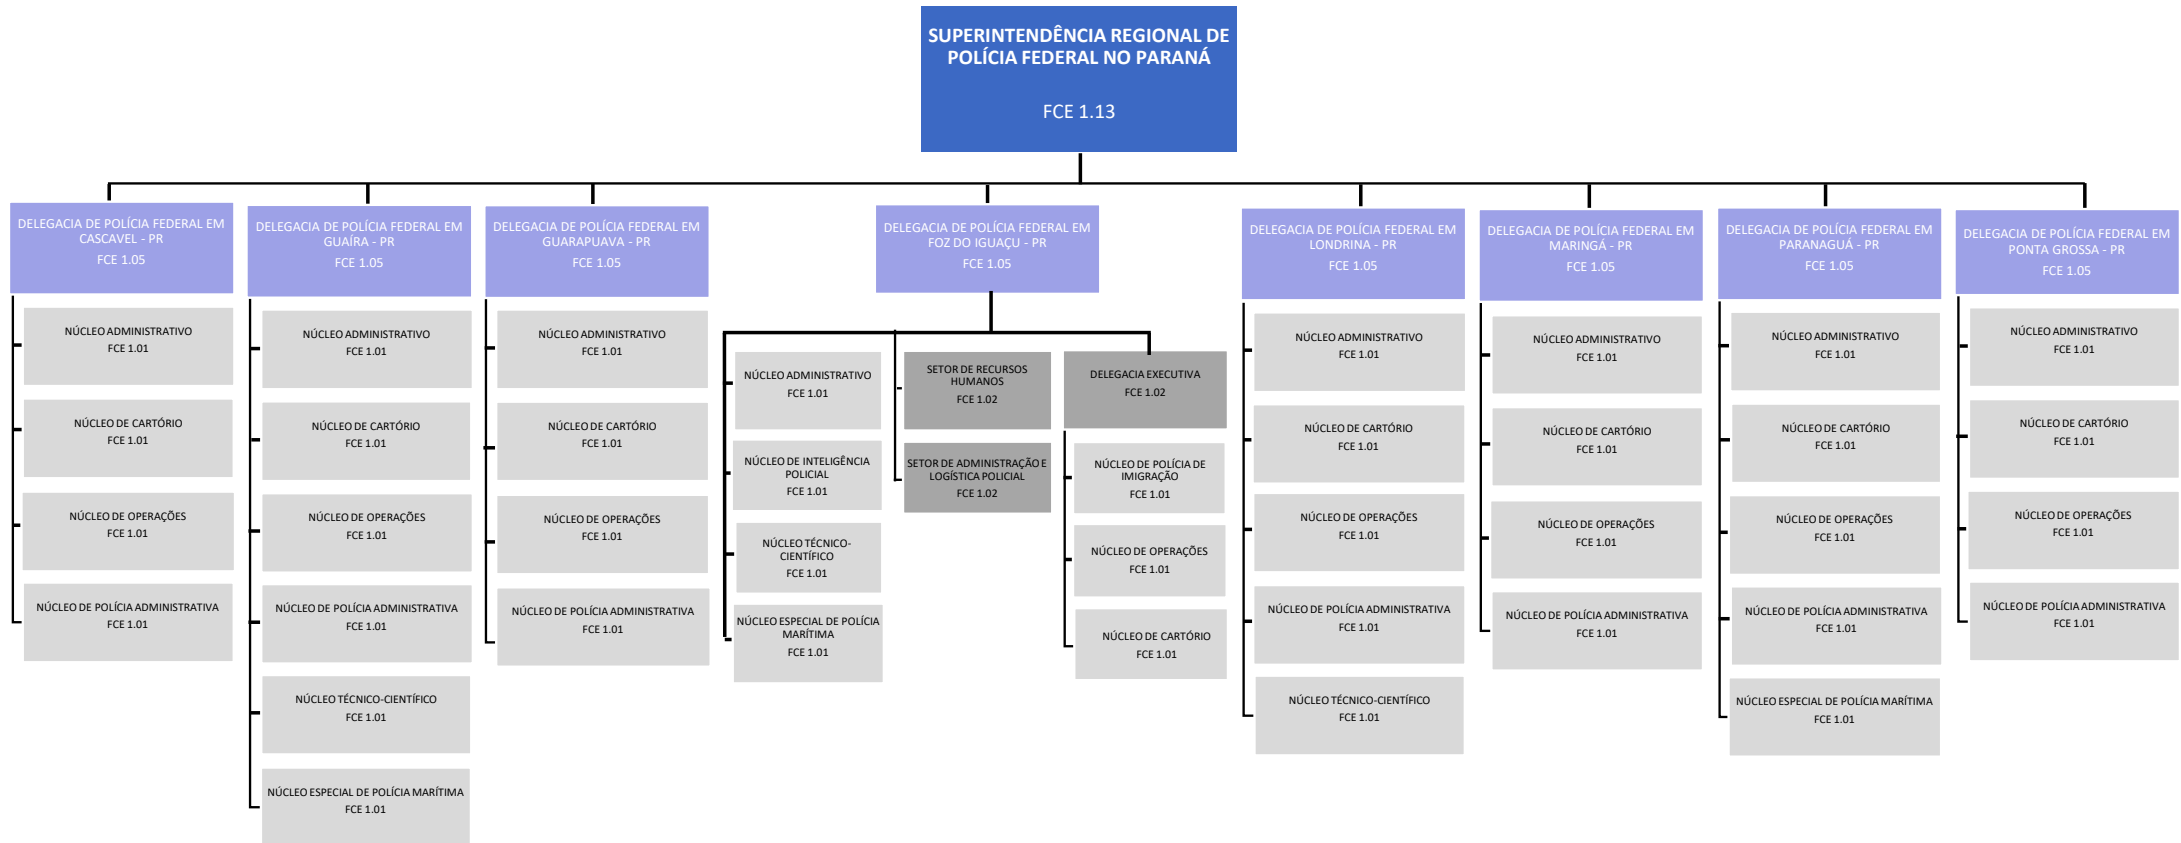 SUPERINTENDÊNCIA REGIONAL DE
POLÍCIA FEDERAL NO PARANÁ
FCE 1.13
DELEGACIA DE POLÍCIA FEDERAL EM
CASCAVEL - PR
FCE 1.05
NÚCLEO ADMINISTRATIVO
FCE 1.01
NÚCLEO DE CARTÓRIO
FCE 1.01
NÚCLEO DE OPERAÇÕES
FCE 1.01
NÚCLEO DE POLÍCIA ADMINISTRATIVA
FCE 1.01
DELEGACIA DE POLÍCIA FEDERAL EM
GUAÍRA - PR
FCE 1.05
NÚCLEO ADMINISTRATIVO
FCE 1.01
NÚCLEO DE CARTÓRIO
FCE 1.01
NÚCLEO DE OPERAÇÕES
FCE 1.01
NÚCLEO DE POLÍCIA ADMINISTRATIVA
FCE 1.01
NÚCLEO TÉCNICO-CIENTÍFICO
FCE 1.01
NÚCLEO ESPECIAL DE POLÍCIA MARÍTIMA
FCE 1.01
DELEGACIA DE POLÍCIA FEDERAL EM
GUARAPUAVA - PR
FCE 1.05
NÚCLEO ADMINISTRATIVO
FCE 1.01
NÚCLEO DE CARTÓRIO
FCE 1.01
NÚCLEO DE OPERAÇÕES
FCE 1.01
NÚCLEO DE POLÍCIA ADMINISTRATIVA
FCE 1.01
DELEGACIA DE POLÍCIA FEDERAL EM
FOZ DO IGUAÇU - PR
FCE 1.05
NÚCLEO ADMINISTRATIVO
FCE 1.01
NÚCLEO DE INTELIGÊNCIA
POLICIAL
FCE 1.01
NÚCLEO TÉCNICO-
CIENTÍFICO
FCE 1.01
NÚCLEO ESPECIAL DE POLÍCIA
MARÍTIMA
FCE 1.01
SETOR DE RECURSOS
HUMANOS
FCE 1.02
SETOR DE ADMINISTRAÇÃO E
LOGÍSTICA POLICIAL
FCE 1.02
DELEGACIA EXECUTIVA
FCE 1.02
NÚCLEO DE POLÍCIA DE
IMIGRAÇÃO
FCE 1.01
NÚCLEO DE OPERAÇÕES
FCE 1.01
NÚCLEO DE CARTÓRIO
FCE 1.01
DELEGACIA DE POLÍCIA FEDERAL EM
LONDRINA - PR
FCE 1.05
NÚCLEO ADMINISTRATIVO
FCE 1.01
NÚCLEO DE CARTÓRIO
FCE 1.01
NÚCLEO DE OPERAÇÕES
FCE 1.01
NÚCLEO DE POLÍCIA ADMINISTRATIVA
FCE 1.01
NÚCLEO TÉCNICO-CIENTÍFICO
FCE 1.01
DELEGACIA DE POLÍCIA FEDERAL EM
MARINGÁ - PR
FCE 1.05
NÚCLEO ADMINISTRATIVO
FCE 1.01
NÚCLEO DE CARTÓRIO
FCE 1.01
NÚCLEO DE OPERAÇÕES
FCE 1.01
NÚCLEO DE POLÍCIA ADMINISTRATIVA
FCE 1.01
DELEGACIA DE POLÍCIA FEDERAL EM
PARANAGUÁ - PR
FCE 1.05
NÚCLEO ADMINISTRATIVO
FCE 1.01
NÚCLEO DE CARTÓRIO
FCE 1.01
NÚCLEO DE OPERAÇÕES
FCE 1.01
NÚCLEO DE POLÍCIA ADMINISTRATIVA
FCE 1.01
NÚCLEO ESPECIAL DE POLÍCIA MARÍTIMA
FCE 1.01
DELEGACIA DE POLÍCIA FEDERAL EM
PONTA GROSSA - PR
FCE 1.05
NÚCLEO ADMINISTRATIVO
FCE 1.01
NÚCLEO DE CARTÓRIO
FCE 1.01
NÚCLEO DE OPERAÇÕES
FCE 1.01
NÚCLEO DE POLÍCIA ADMINISTRATIVA
FCE 1.01